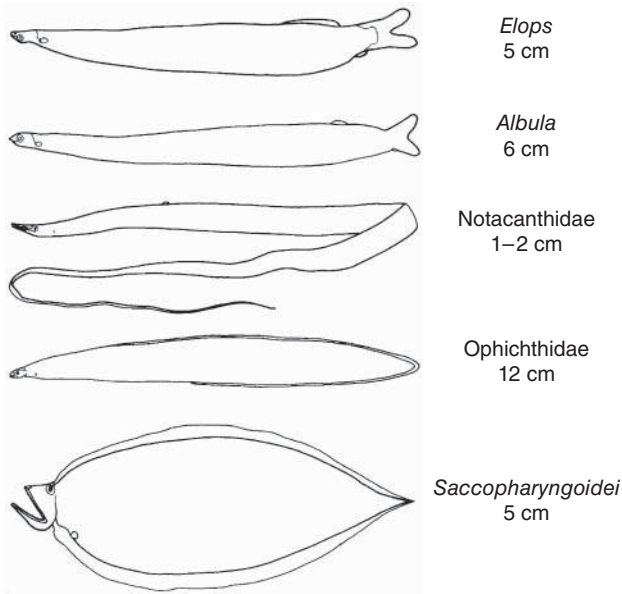 Elops
5 cm
Albula
6 cm
Notacanthidae
1–2 cm
Ophichthidae
12 cm
Saccopharyngoidei
5 cm